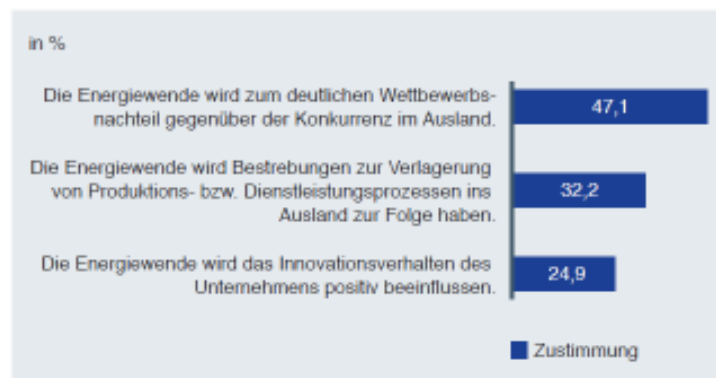 in %
Die Energiewende wird zum deutlichen Wettbewerbs-
nachteil gegenüber der Konkurrenz im Ausland.
47,1
Die Energiewende wird Bestrebungen zur Verlagerung
von Produktions- bzw. Dienstleistungsprozessen ins
Ausland zur Folge haben.
32,2
Die Energiewende wird das Innovationsverhalten des
Unternehmens positiv beeinflussen.
24,9
Zustimmung